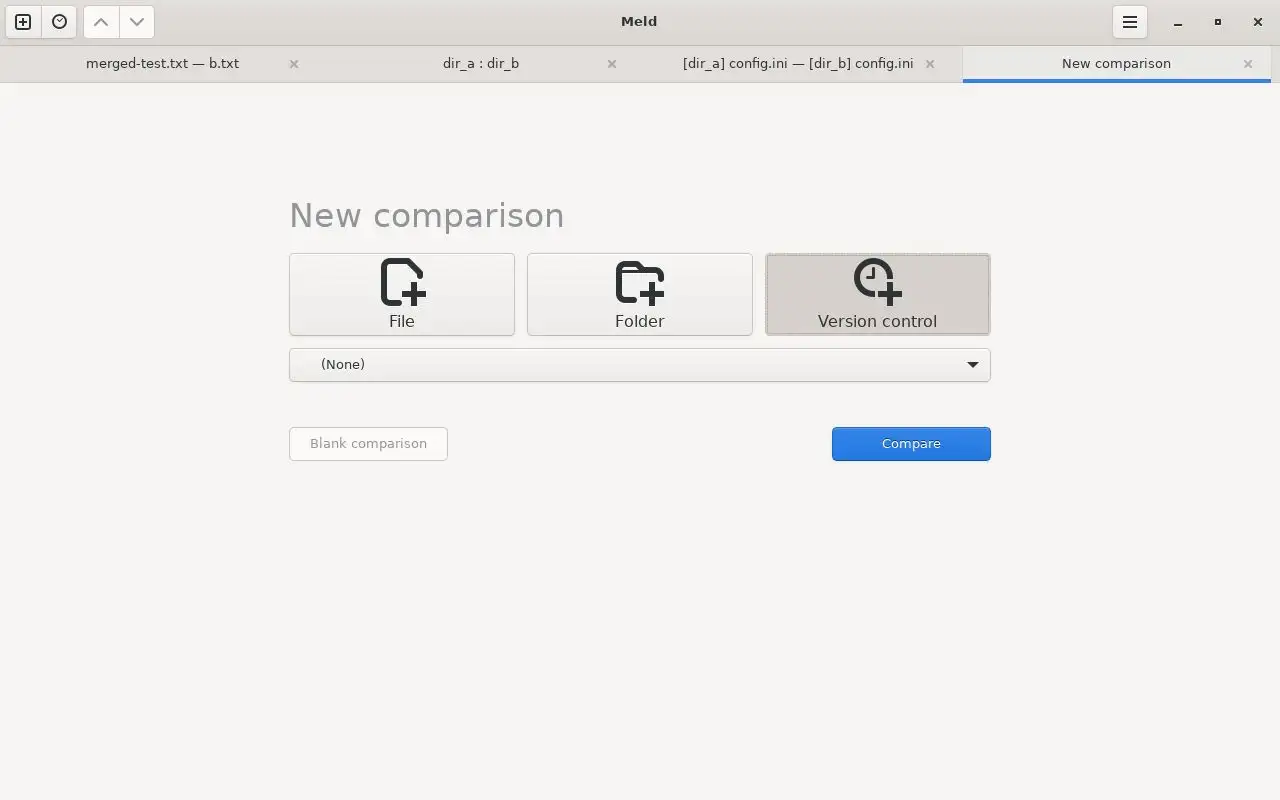 Meld
merged-test.txt — b.txt
dir_a : dir_b
[dir_a] config.ini — [dir_b] config.ini
New comparison
New comparison
File
Folder
Version control
(None)
Blank comparison
Compare